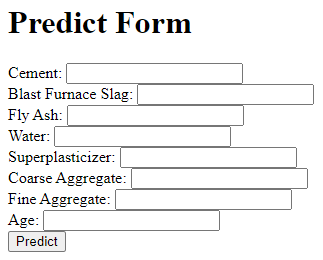 Predict Form
Cement:
Blast Furnace Slag:
Fly Ash:
Water:
Superplasticizer:
Coarse Aggregate:
Fine Aggregate:
Age:
Predict